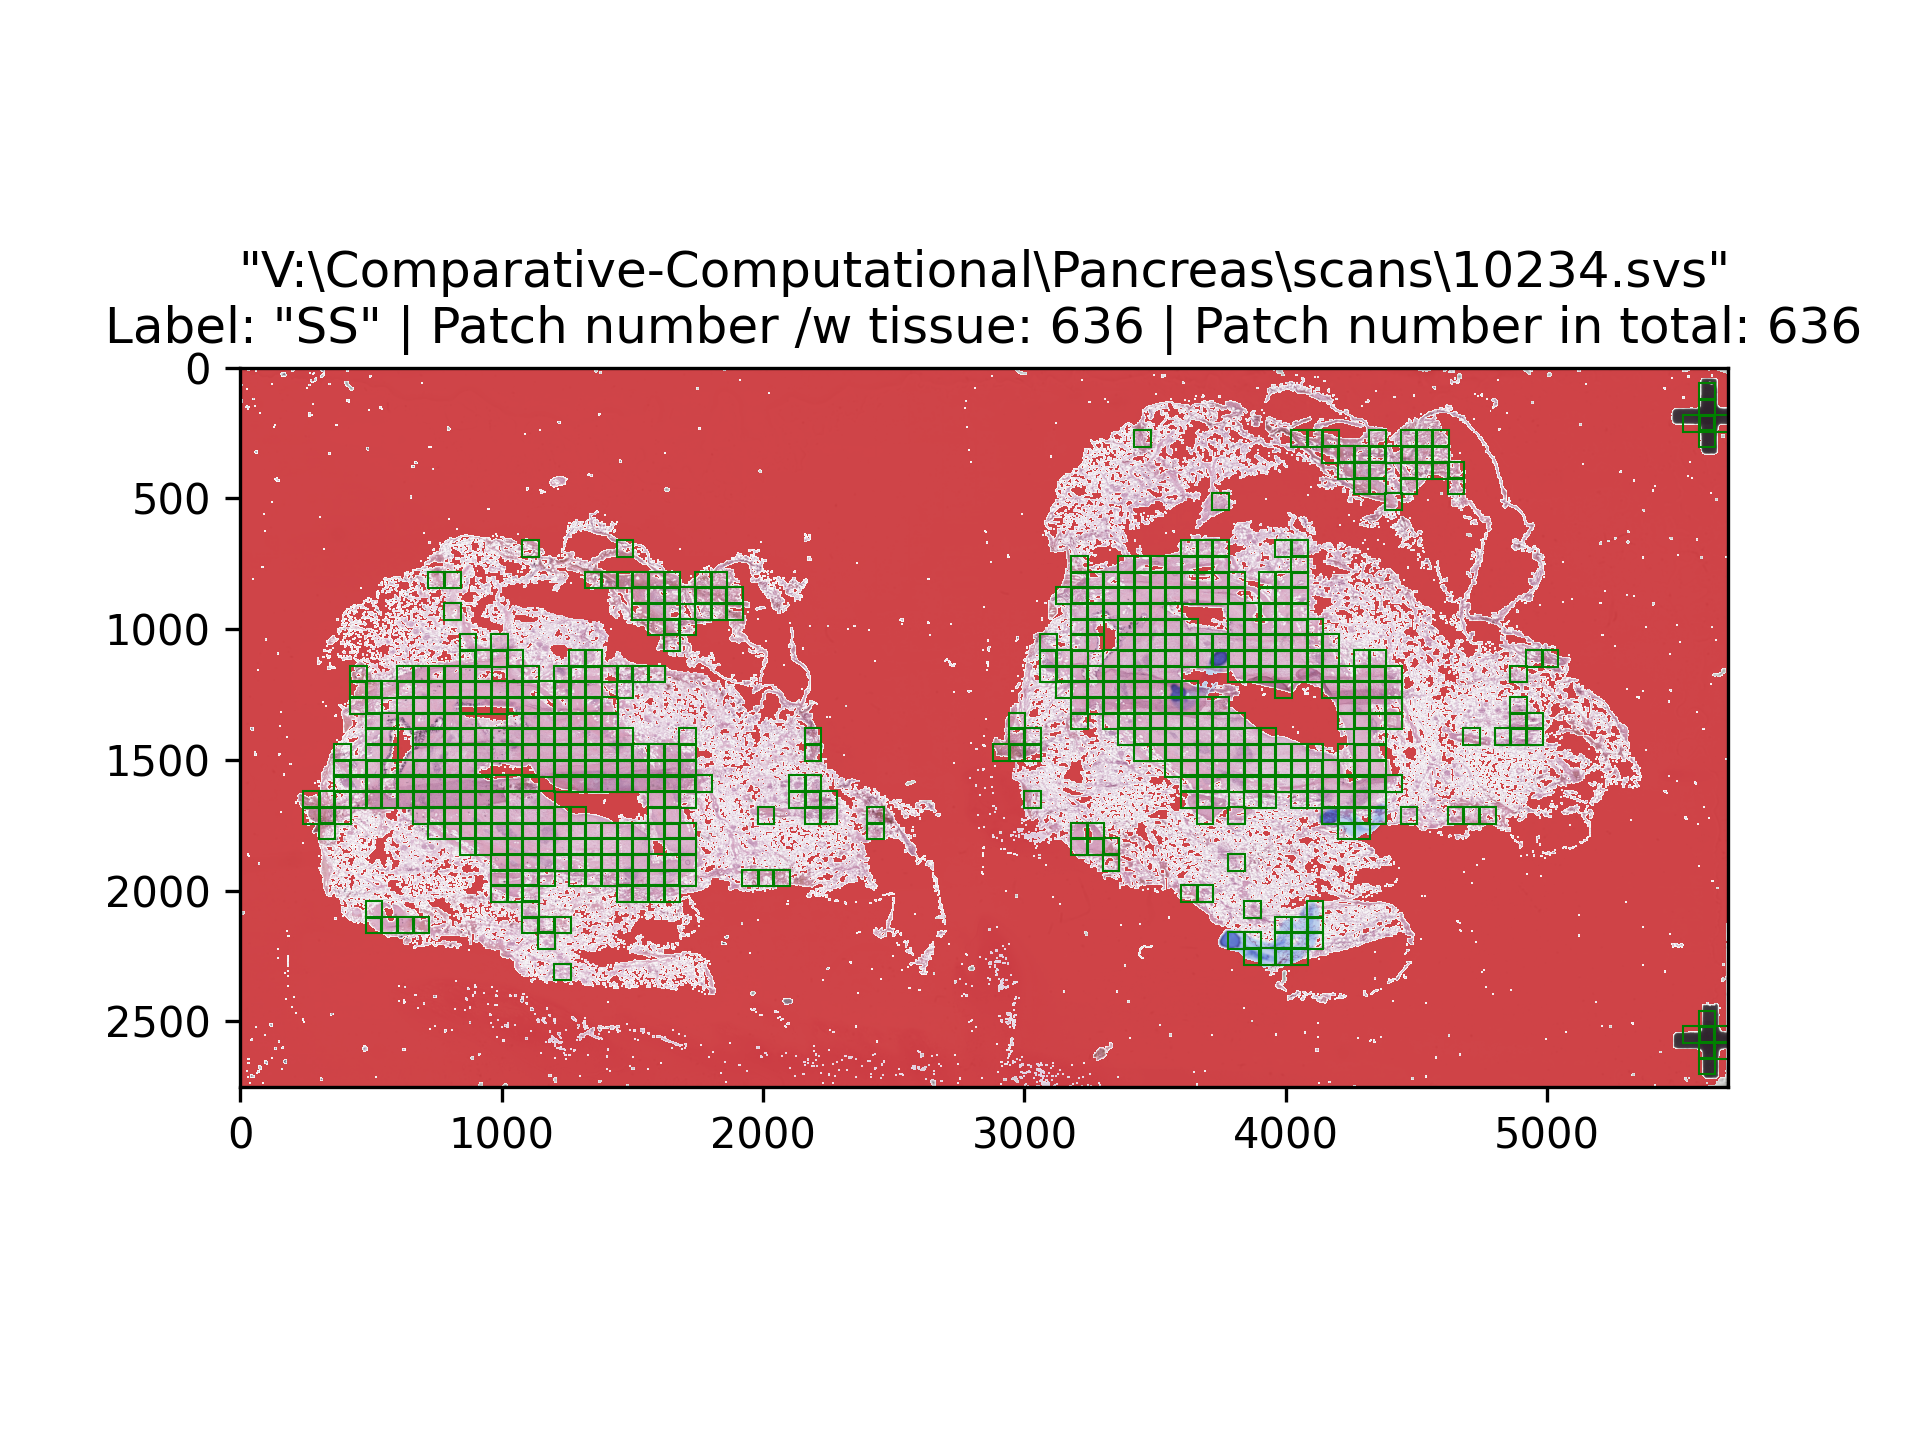 "V:\Comparative-Computational\Pancreas\scans\10234.svs"
Label: "SS" | Patch number /w tissue: 636 | Patch number in total: 636
0
500
1000
1500
2000
2500
0 1000 2000 3000 4000 5000